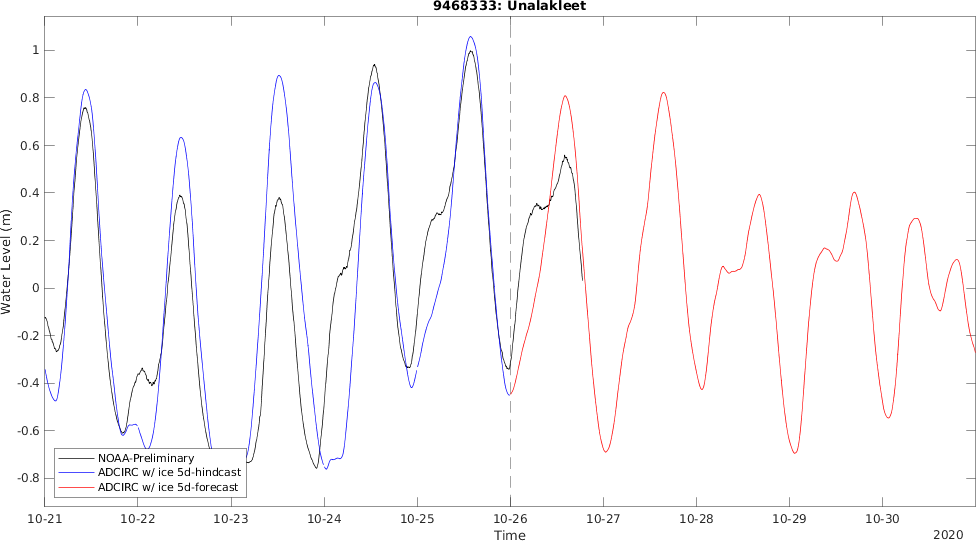 9468333: Unalakleet
Water Level (m)
1
0.8
0.6
0.4
0.2
0
-0.2
-0.4
-0.6
-0.8
NOAA-Preliminary
ADCIRC w/ ice 5d-hindcast
ADCIRC w/ ice 5d-forecast
10-21 10-22 10-23 10-24 10-25 10-26 10-27 10-28 10-29 10-30
Time
2020